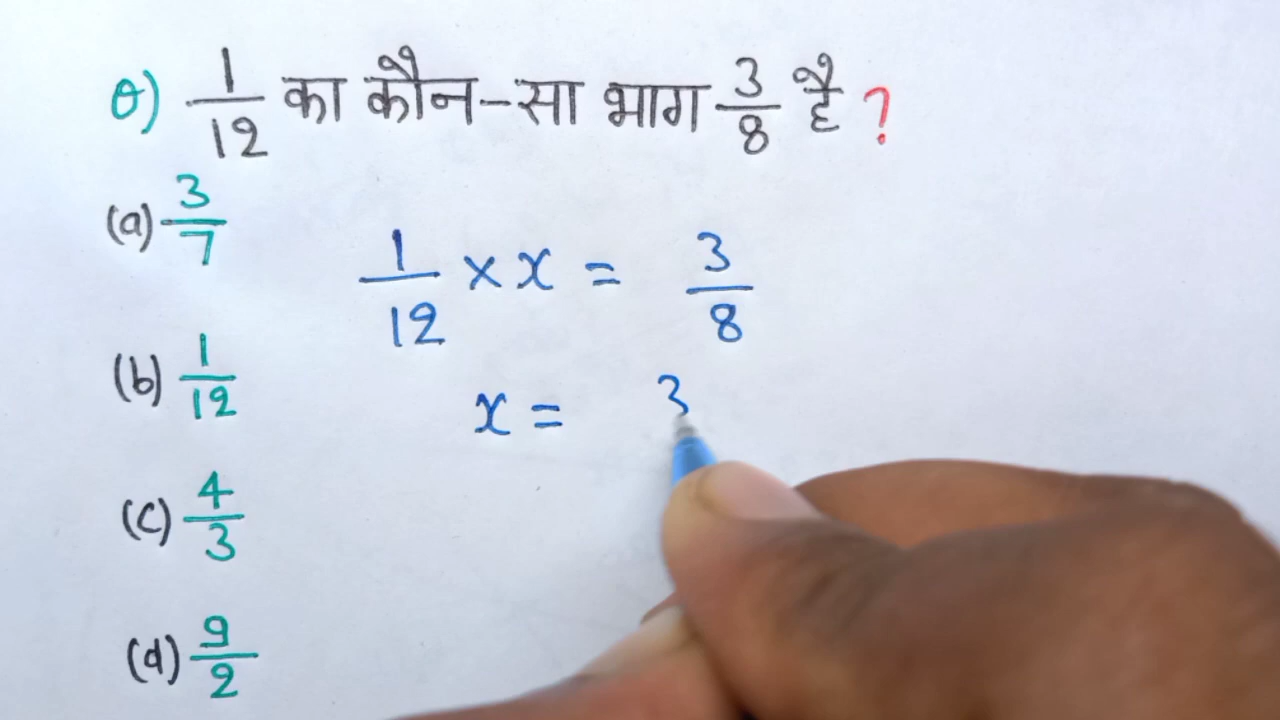 θ) 1/12 का कौन-सा भाग 3/8 है ?
(a) 3/7
1/12 × x = 3/8
(b) 1/12
x = 3
(c) 4/3
(d) 9/2